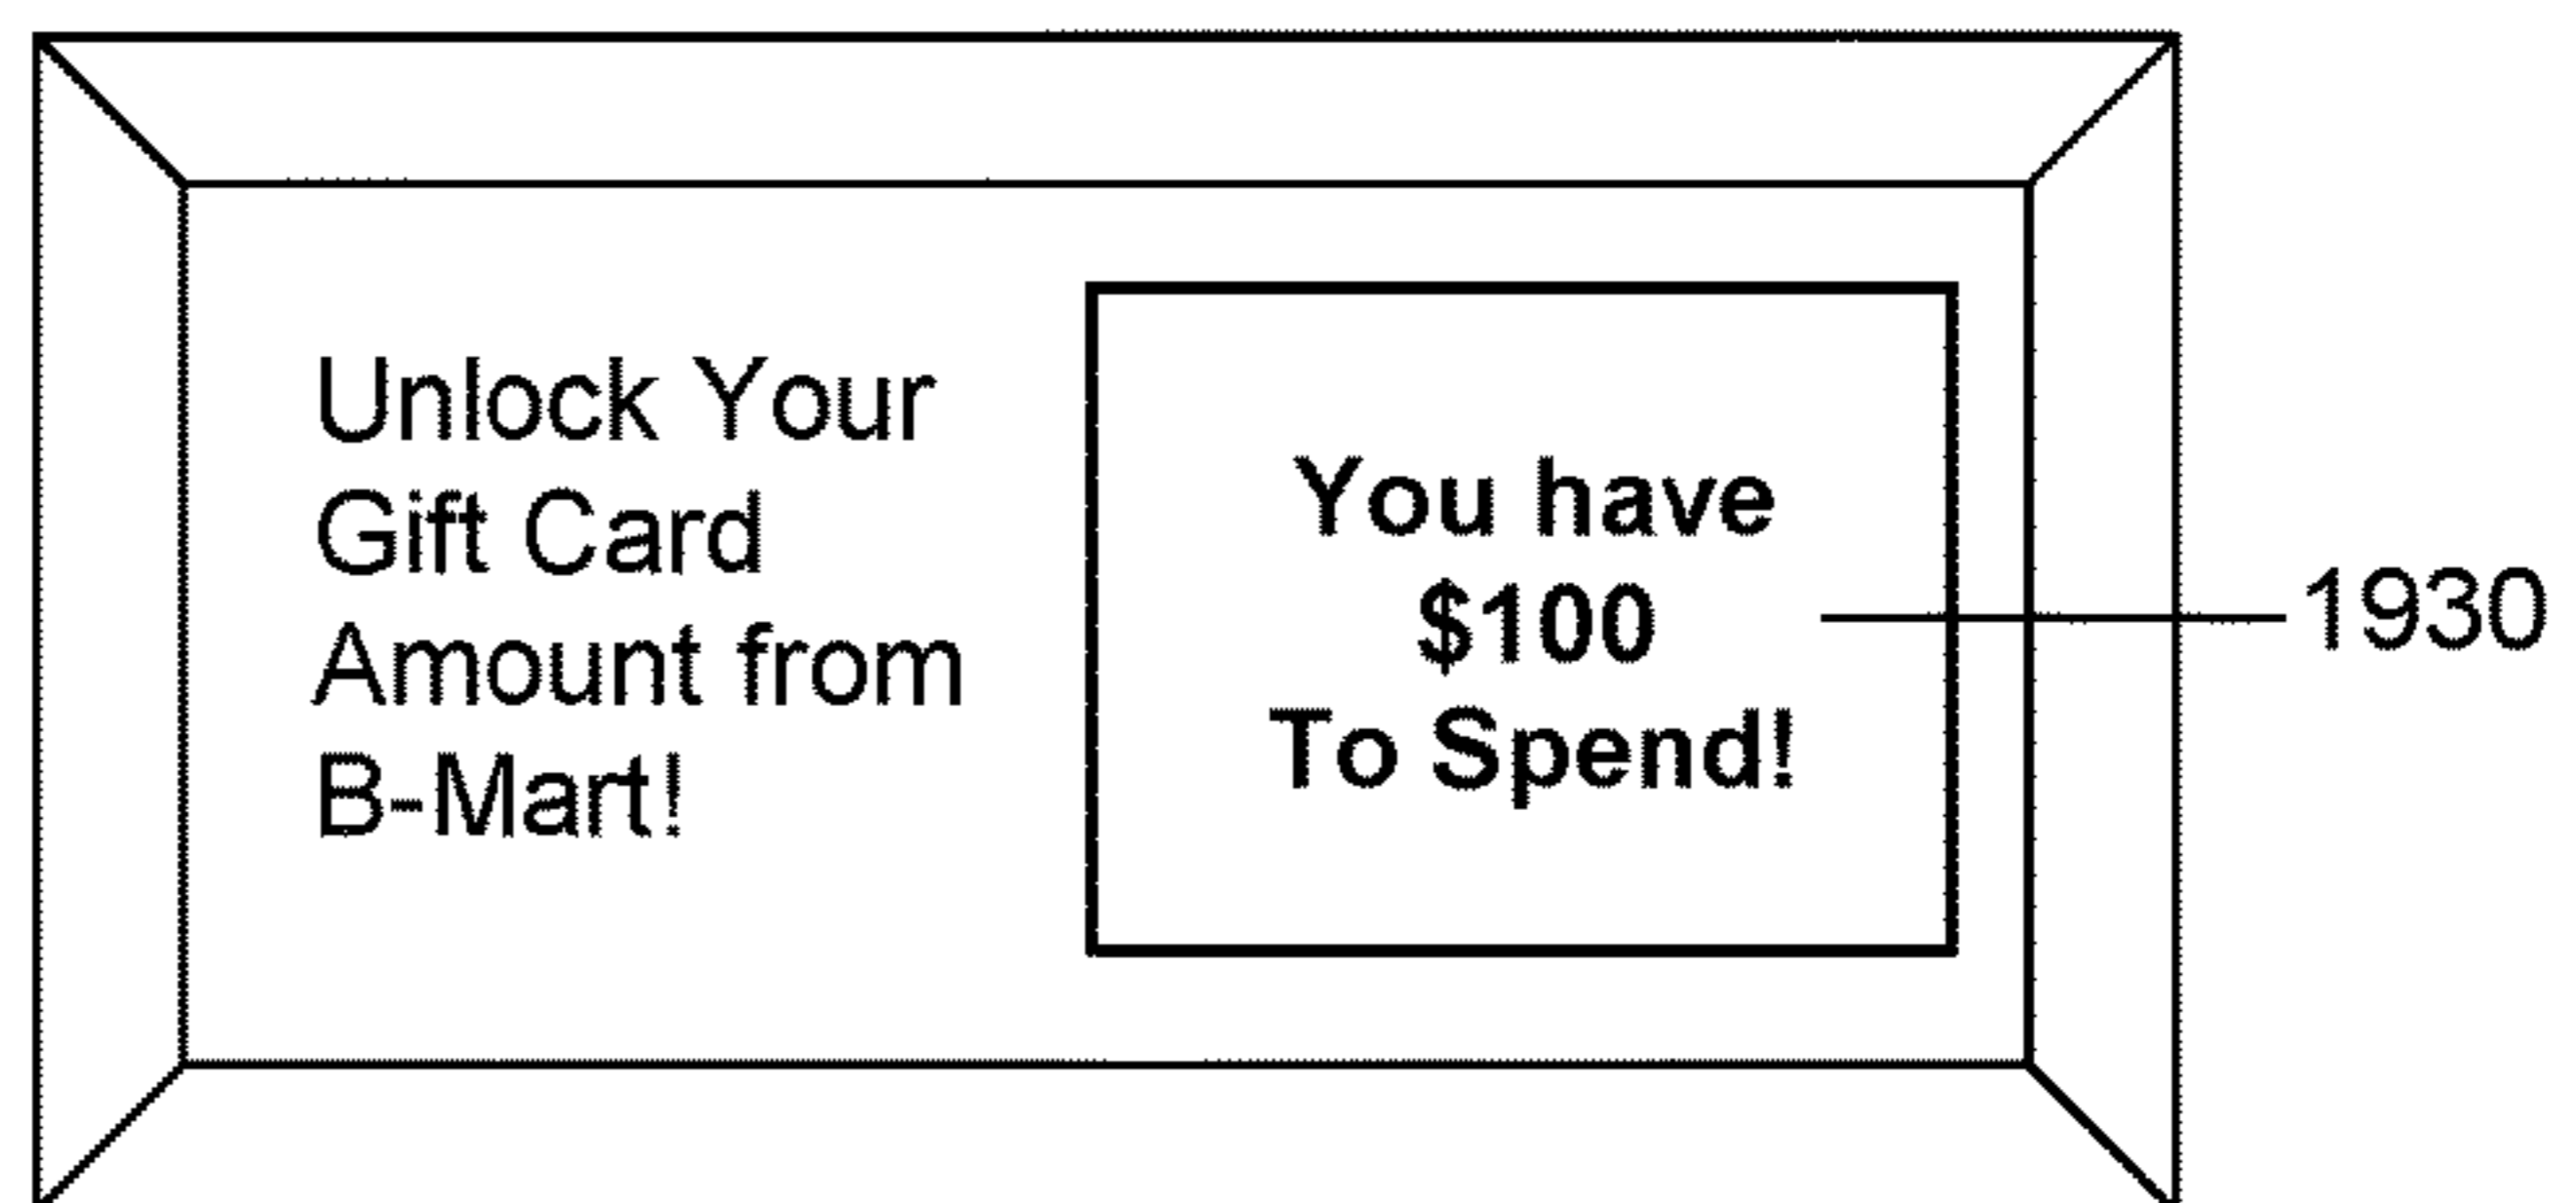 Unlock Your
Gift Card
Amount from
B-Mart!
You have
$100
To Spend!
1930